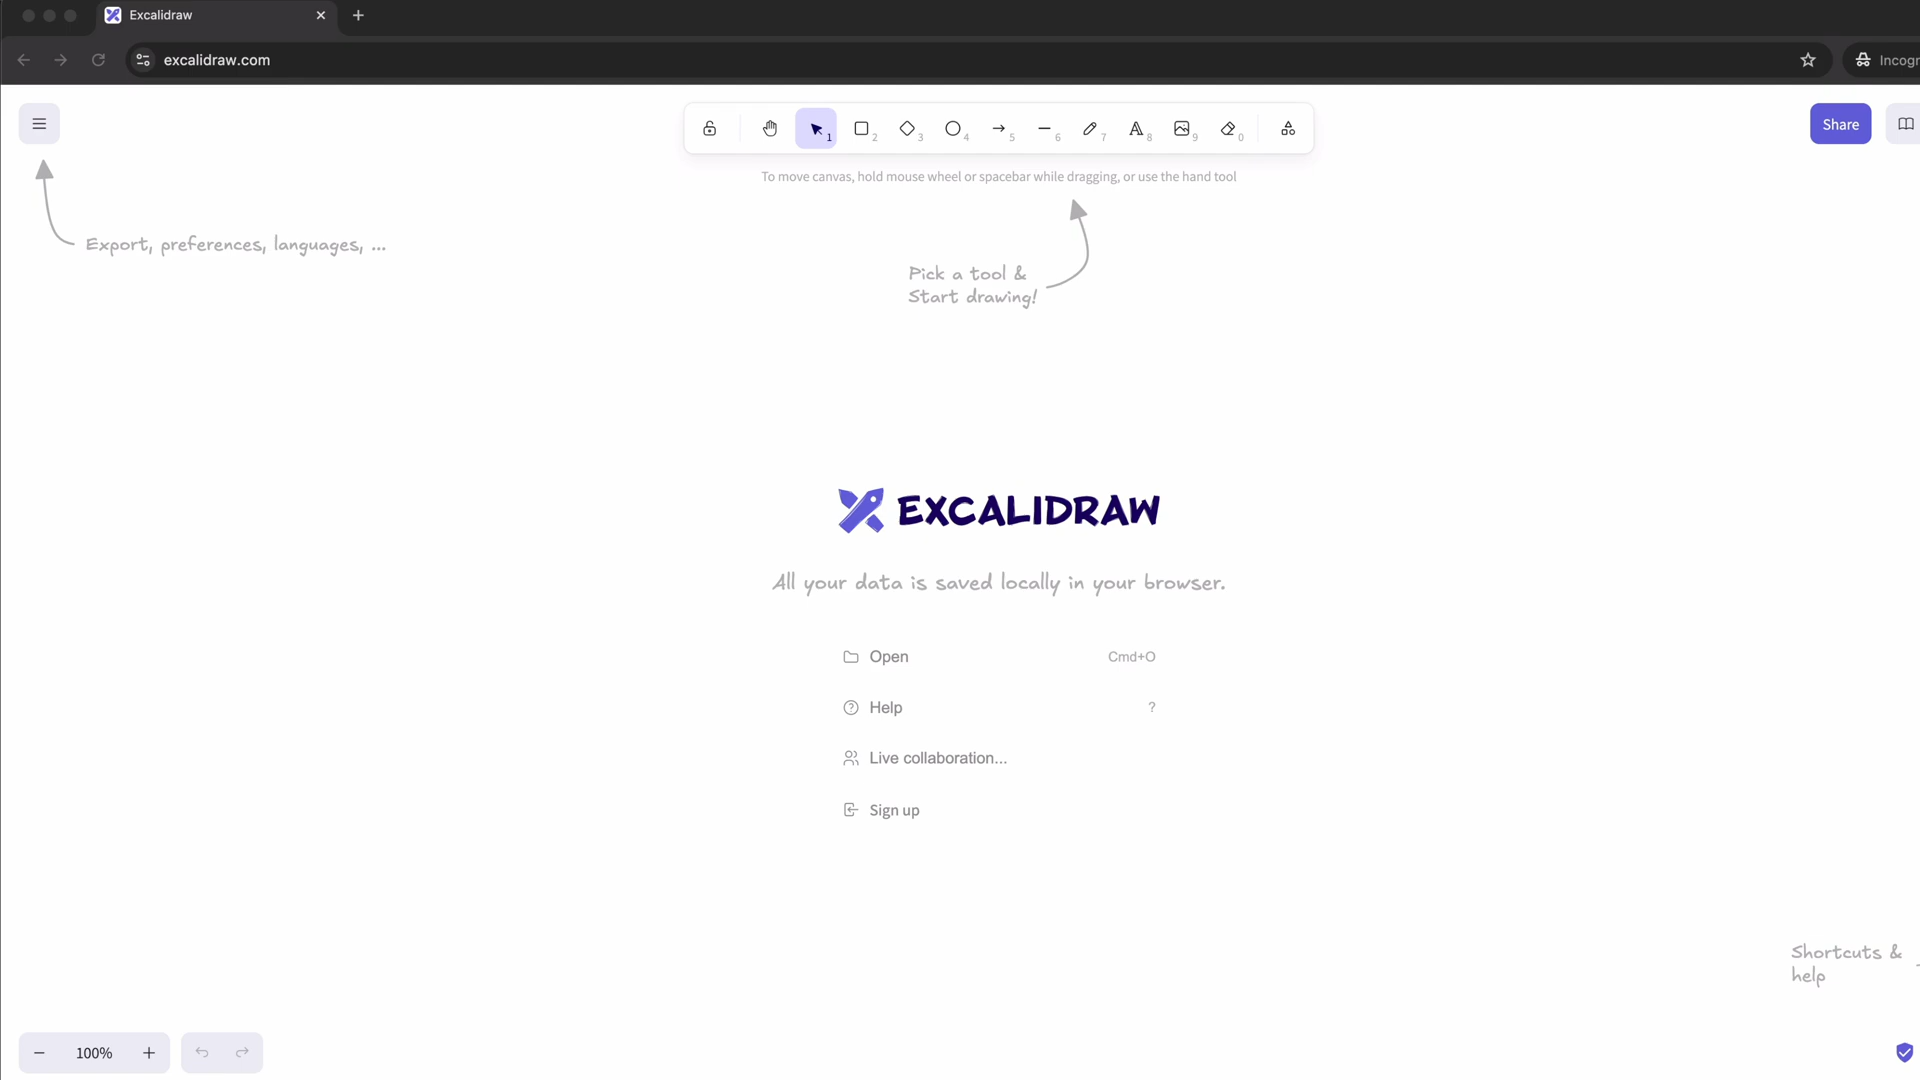 Excalidraw
excalidraw.com
Incogr
1
2
3
4
5
6
7
8
9
0
Share
To move canvas, hold mouse wheel or spacebar while dragging, or use the hand tool
Export, preferences, languages, ...
Pick a tool &
Start drawing!
EXCALIDRAW
All your data is saved locally in your browser.
Open Cmd+O
Help ?
Live collaboration...
Sign up
Shortcuts &
help
100%